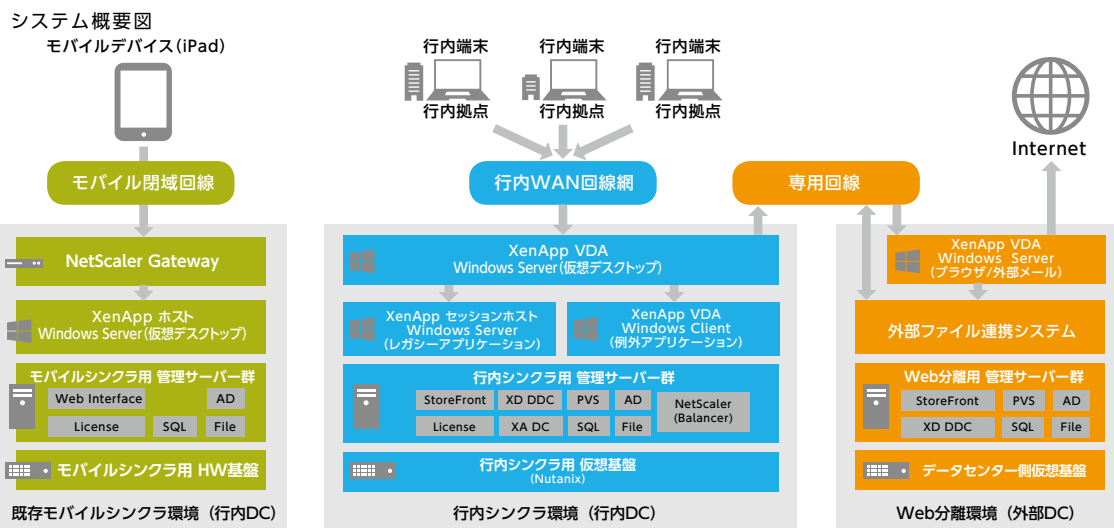 システム概要図
モバイルデバイス(iPad)
モバイル閉域回線
NetScaler Gateway
XenApp ホスト
Windows Server(仮想デスクトップ)
モバイルシンクラ用 管理サーバー群
Web Interface
AD
License
SQL
File
モバイルシンクラ用 HW基盤
既存モバイルシンクラ環境（行内DC）
行内端末
行内端末
行内端末
行内拠点
行内拠点
行内拠点
行内WAN回線網
XenApp VDA
Windows Server(仮想デスクトップ)
XenApp セッションホスト
Windows Server
(レガシーアプリケーション)
XenApp VDA
Windows Client
(例外アプリケーション)
行内シンクラ用 管理サーバー群
StoreFront
XD DDC
PVS
AD
NetScaler
(Balancer)
License
XA DC
SQL
File
行内シンクラ用 仮想基盤
(Nutanix)
行内シンクラ環境（行内DC）
Internet
専用回線
XenApp VDA
Windows Server
(ブラウザ/外部メール)
外部ファイル連携システム
Web分離用 管理サーバー群
StoreFront
PVS
AD
XD DDC
SQL
File
データセンター側仮想基盤
Web分離環境（外部DC）